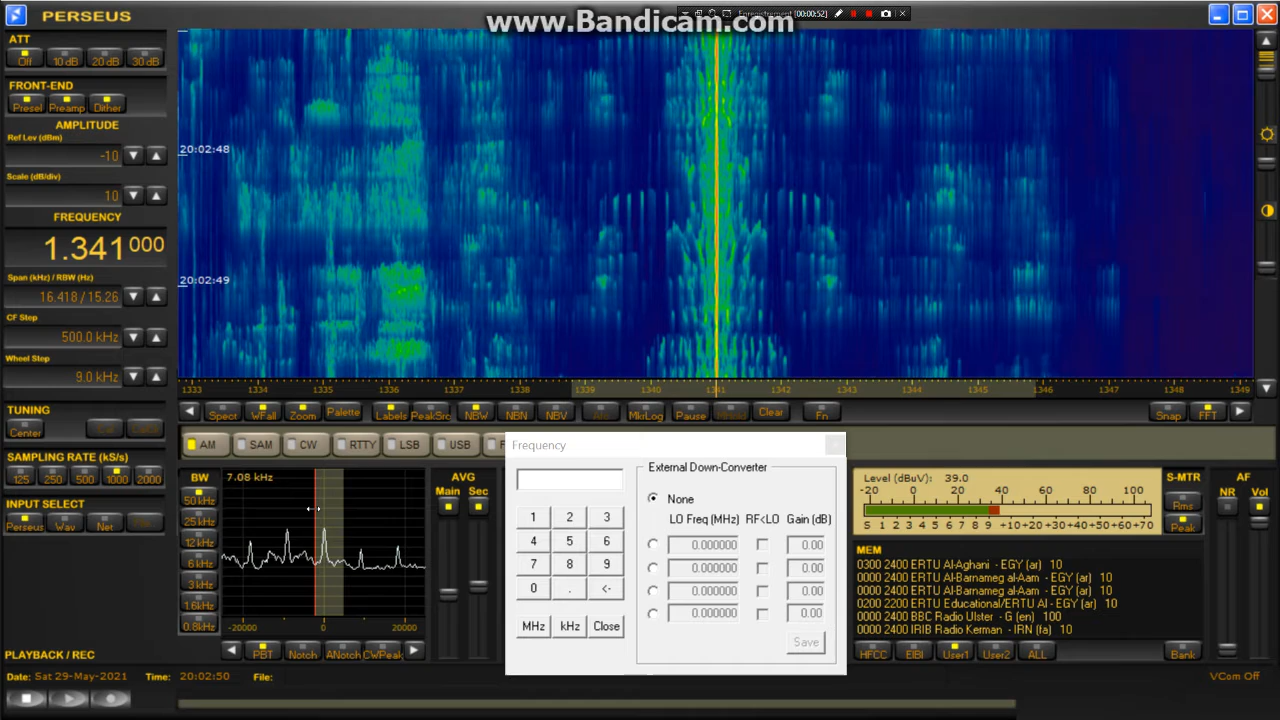 www.Bandicam.com
Enregistrement [00:00:52]
PERSEUS
ATT
Off 10 dB 20 dB 30 dB
FRONT-END
Presel Preamp Dither
AMPLITUDE
Ref Lev (dBm)
-10
Scale (dB/div)
10
FREQUENCY
1.341 000
Span (kHz) / RBW (Hz)
16.418 / 15.26
CF Step
500.0 kHz
Wheel Step
9.0 kHz
TUNING
Center
SAMPLING RATE (kS/s)
125 250 500 1000 2000
INPUT SELECT
Perseus Wav Net
20:02:48
20:02:49
1333 1334 1335 1336 1337 1338 1339 1340 1341 1342 1343 1344 1345 1346 1347 1348 1349
Spect WFall Zoom Palette Labels PeakSrc NBW NBN NBV MkrLog Pause Clear Fn Snap FFT
AM SAM CW RTTY LSB USB
BW
50 kHz
25 kHz
12 kHz
6 kHz
3 kHz
1.6kHz
0.8kHz
7.08 kHz
-20000 0 20000
PBT Notch ANotch CWPeak
AVG
Main Sec
Frequency
1 2 3
4 5 6
7 8 9
0 . <-
MHz kHz Close
External Down-Converter
None
LO Freq (MHz) RF<LO Gain (dB)
0.000000 0.00
0.000000 0.00
0.000000 0.00
0.000000 0.00
Save
Level (dBuV): 39.0
-20 0 20 40 60 80 100
S 1 2 3 4 5 6 7 8 9 +10 +20 +30 +40 +50 +60 +70
S-MTR
Rms
Peak
AF
NR Vol
MEM
0300 2400 ERTU Al-Aghani - EGY (ar) 10
0000 2400 ERTU Al-Barnameg al-Aam - EGY (ar) 10
0000 2400 ERTU Al-Barnameg al-Aam - EGY (ar) 10
0200 2200 ERTU Educational/ERTU Al - EGY (ar) 10
0000 2400 BBC Radio Ulster - G (en) 100
0000 2400 IRIB Radio Kerman - IRN (fa) 10
HFCC EIBI User1 User2 ALL Bank
PLAYBACK / REC
Date: Sat 29-May-2021 Time: 20:02:50 File:
VCom Off